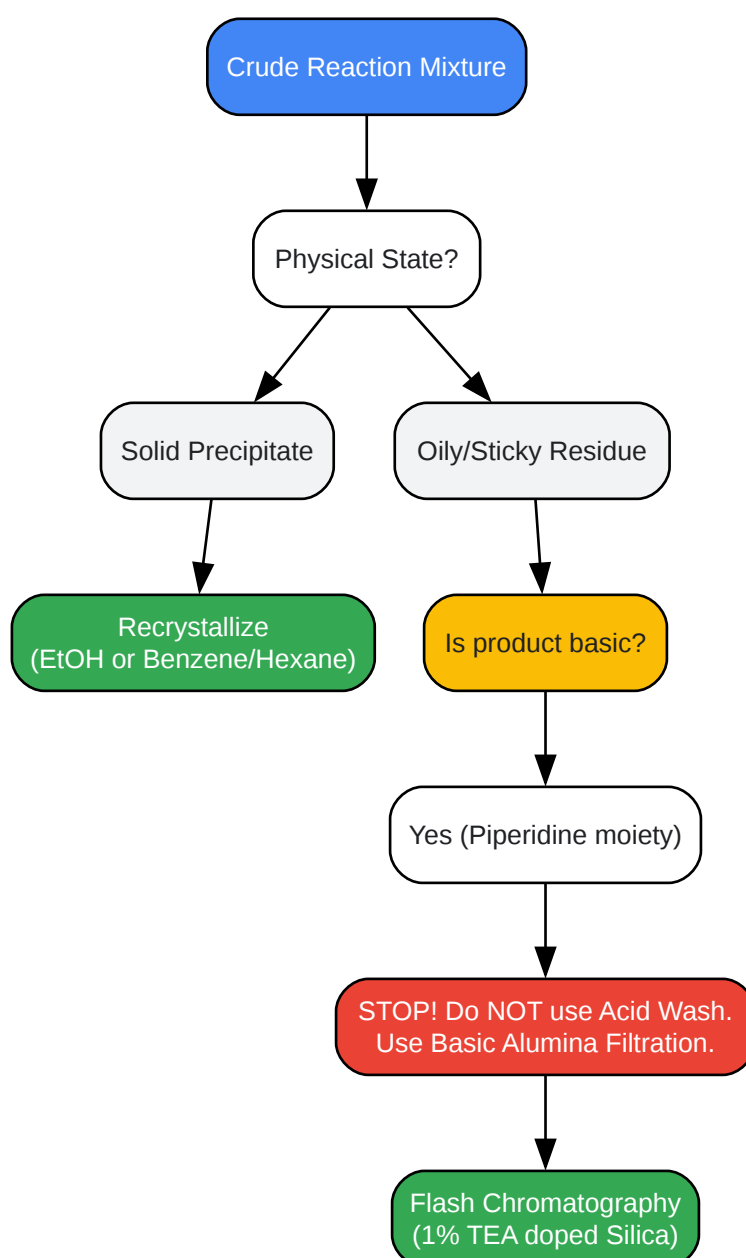 Crude Reaction Mixture
Physical State?
Solid Precipitate
Oily/Sticky Residue
Recrystallize
(EtOH or Benzene/Hexane)
Is product basic?
Yes (Piperidine moiety)
STOP! Do NOT use Acid Wash.
Use Basic Alumina Filtration.
Flash Chromatography
(1% TEA doped Silica)